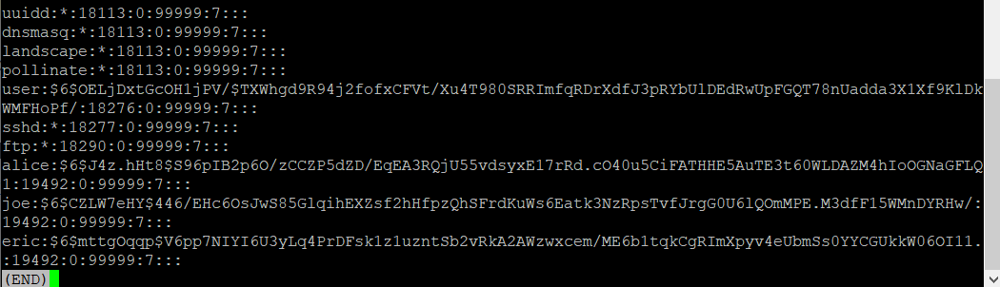 uuidd:*:18113:0:99999:7:::
dnsmasq:*:18113:0:99999:7:::
landscape:*:18113:0:99999:7:::
pollinate:*:18113:0:99999:7:::
user:$6$OELjDxtGcOHljPV/$TXWhgd9R94j2fofxCFVt/Xu4T980SRRImfqRDrXdfJ3pRYbUlDEdRwUpFGQT78nUadda3X1Xf9KlDk
WMFHoPf/:18276:0:99999:7:::
sshd:*:18277:0:99999:7:::
ftp:*:18290:0:99999:7:::
alice:$6$J4z.hHt8$S96pIB2p6O/zCCZP5dZD/EqEA3RQjU55vdsyxE17rRd.cO40u5CiFATHHE5AuTE3t60WLDAZM4hIoOGNaGFLQ
1:19492:0:99999:7:::
joe:$6$CZLW7eHY$446/EHc6OsJwS85GlqihEXZsf2hHfpzQhSFrdKuWs6Eatk3NzRpsTvfJrgG0U6lQOmMPE.M3dfF15WMnDYRHw/:
19492:0:99999:7:::
eric:$6$mttgOqqp$V6pp7NIYI6U3yLq4PrDFsk1z1uzntSb2vRkA2AWzwxcem/ME6b1tqkCgRImXpyv4eUbmSs0YYCGUkkW06OI11.
:19492:0:99999:7:::
(END)